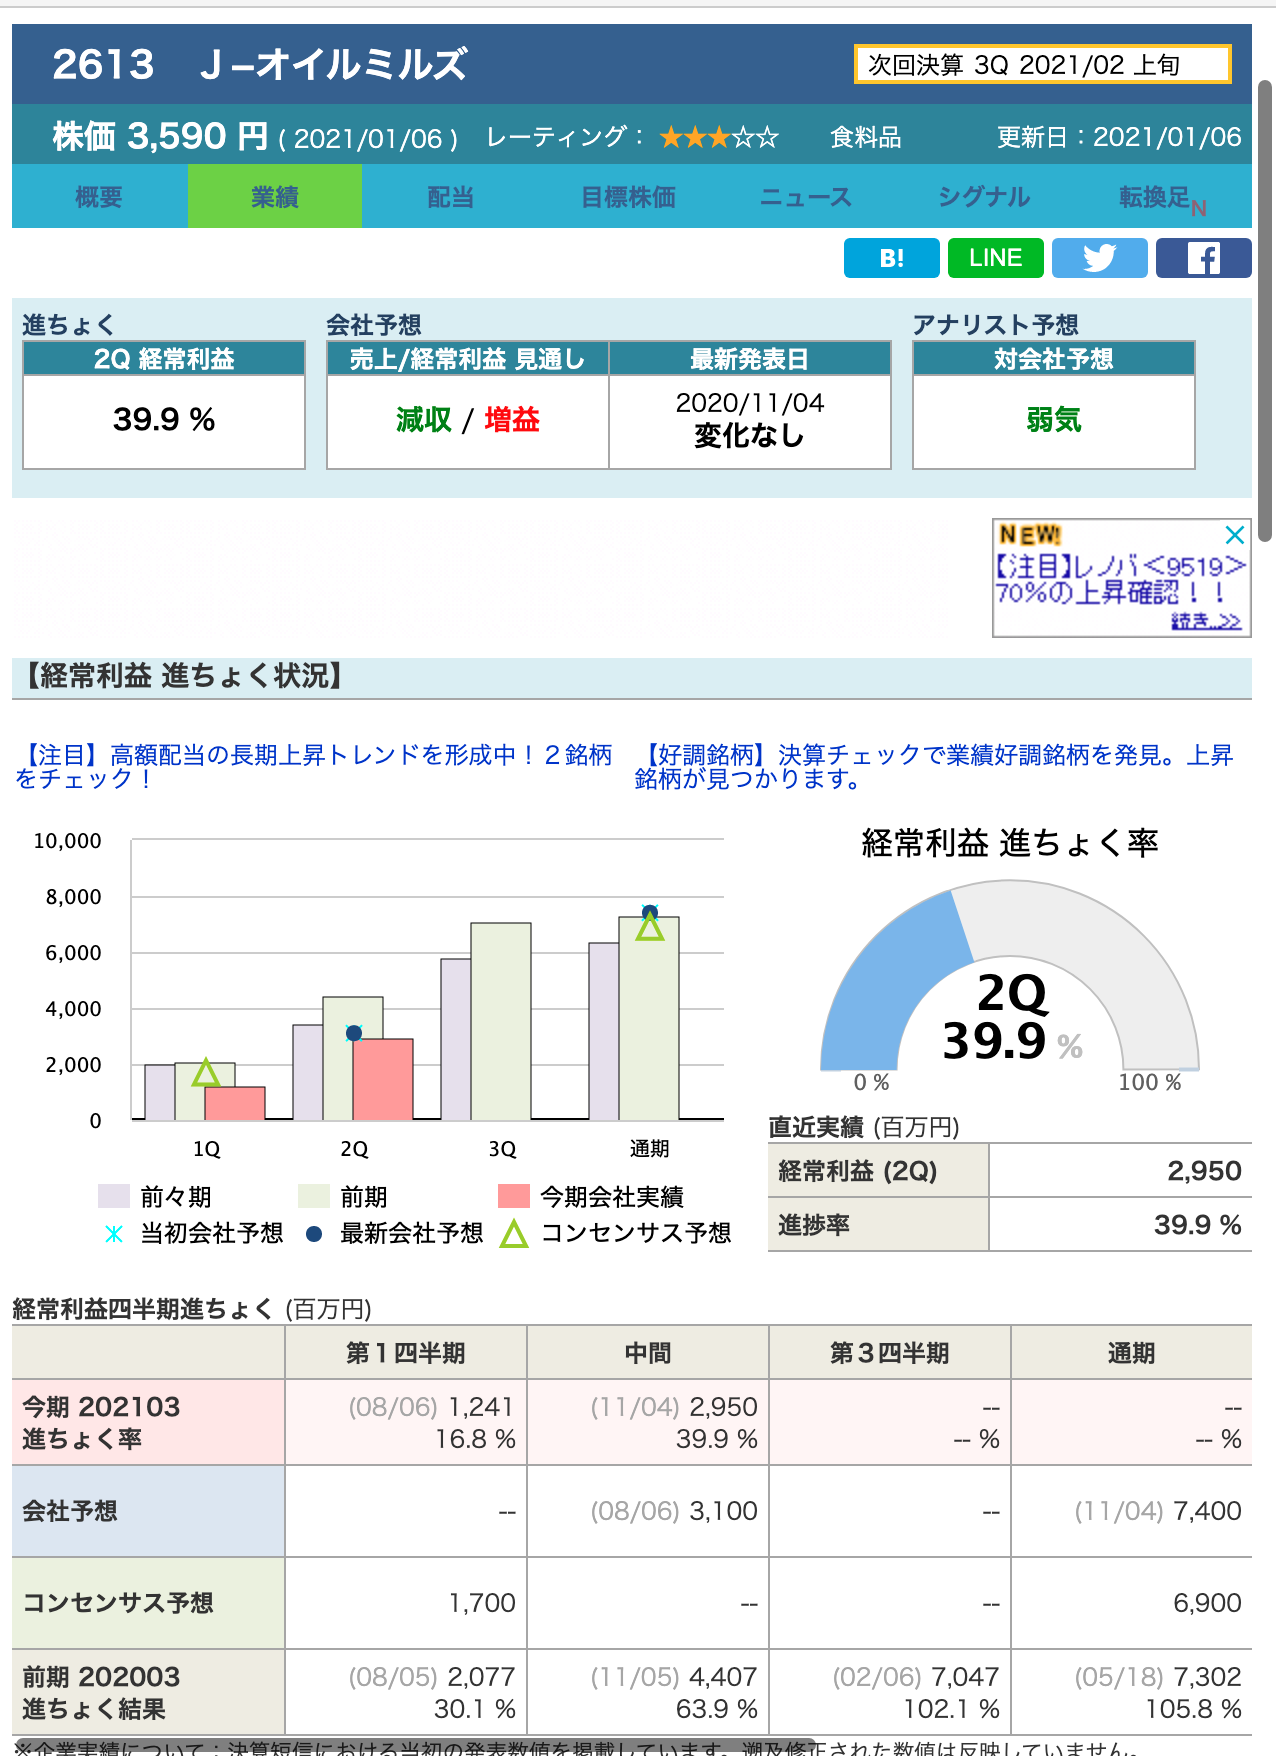 2613 J−オイルミルズ
次回決算 3Q 2021/02 上旬
株価 3,590 円 ( 2021/01/06 ) レーティング： ★★★☆☆ 食料品 更新日：2021/01/06
概要 業績 配当 目標株価 ニュース シグナル 転換足N
B! LINE
進ちょく 会社予想 アナリスト予想
2Q 経常利益 売上/経常利益 見通し 最新発表日 対会社予想
39.9 % 減収 / 増益 2020/11/04 弱気
変化なし
NEW!
【注目】レノバ<9519>
70%の上昇確認！！
続き..>>
【経常利益 進ちょく状況】
【注目】高額配当の長期上昇トレンドを形成中！２銘柄
をチェック！
【好調銘柄】決算チェックで業績好調銘柄を発見。上昇
銘柄が見つかります。
10,000
8,000
6,000
4,000
2,000
0
1Q 2Q 3Q 通期
前々期 前期 今期会社実績
当初会社予想 最新会社予想 コンセンサス予想
経常利益 進ちょく率
2Q
39.9 %
0 % 100 %
直近実績 (百万円)
経常利益 (2Q) 2,950
進捗率 39.9 %
経常利益四半期進ちょく (百万円)
第１四半期 中間 第３四半期 通期
今期 202103 (08/06) 1,241 (11/04) 2,950 -- --
進ちょく率 16.8 % 39.9 % -- % -- %
会社予想 -- (08/06) 3,100 -- (11/04) 7,400
コンセンサス予想 1,700 -- -- 6,900
前期 202003 (08/05) 2,077 (11/05) 4,407 (02/06) 7,047 (05/18) 7,302
進ちょく結果 30.1 % 63.9 % 102.1 % 105.8 %
※企業実績について：決算短信における当初の発表数値を掲載しています。遡及修正された数値は反映していません。